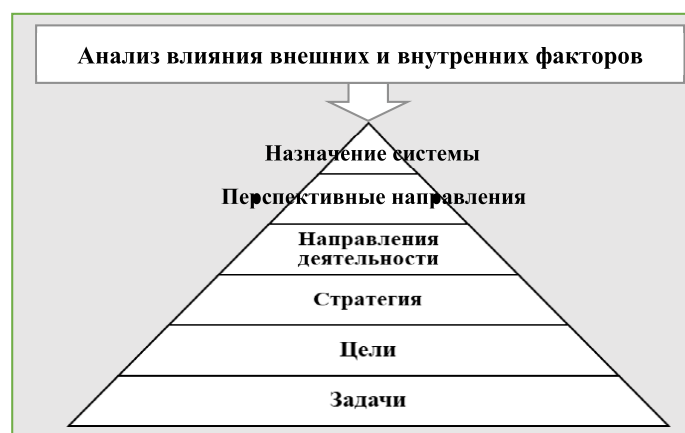 Анализ влияния внешних и внутренних факторов
Назначение системы
Перспективные направления
Направления
деятельности
Стратегия
Цели
Задачи